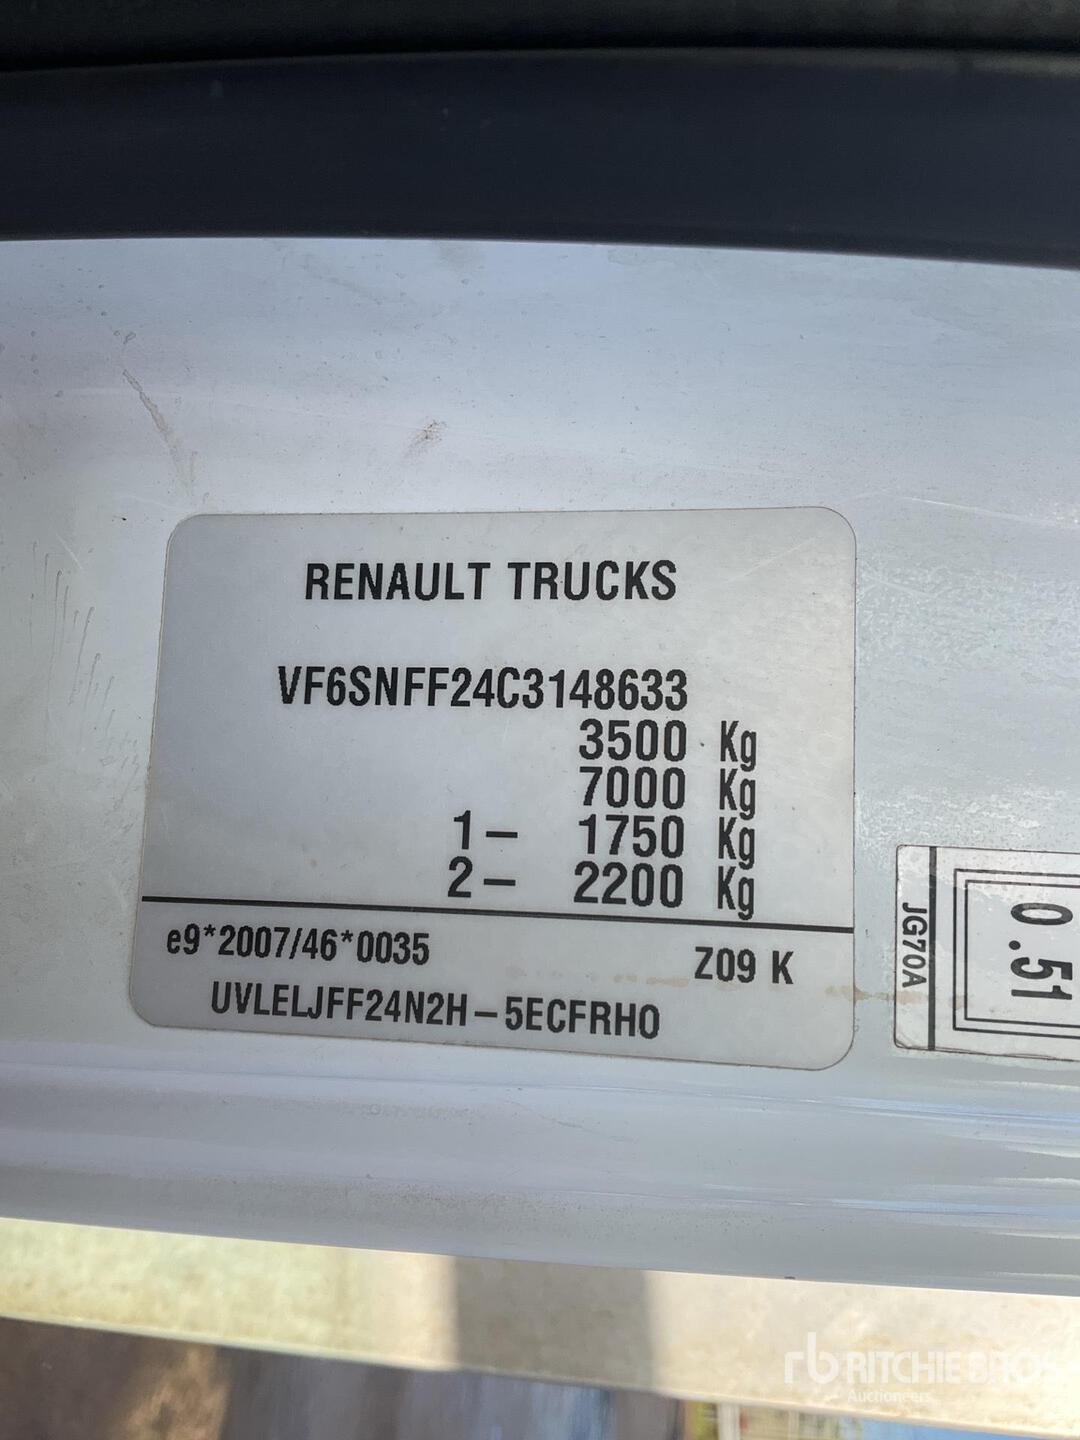 RENAULT TRUCKS
VF6SNFF24C3148633
3500 Kg
7000 Kg
1- 1750 Kg
2- 2200 Kg
e9*2007/46*0035 Z09 K
UVLELJFF24N2H-5ECFRHO
JG70A
0.51
rb RITCHIE BROS
Auctioneers